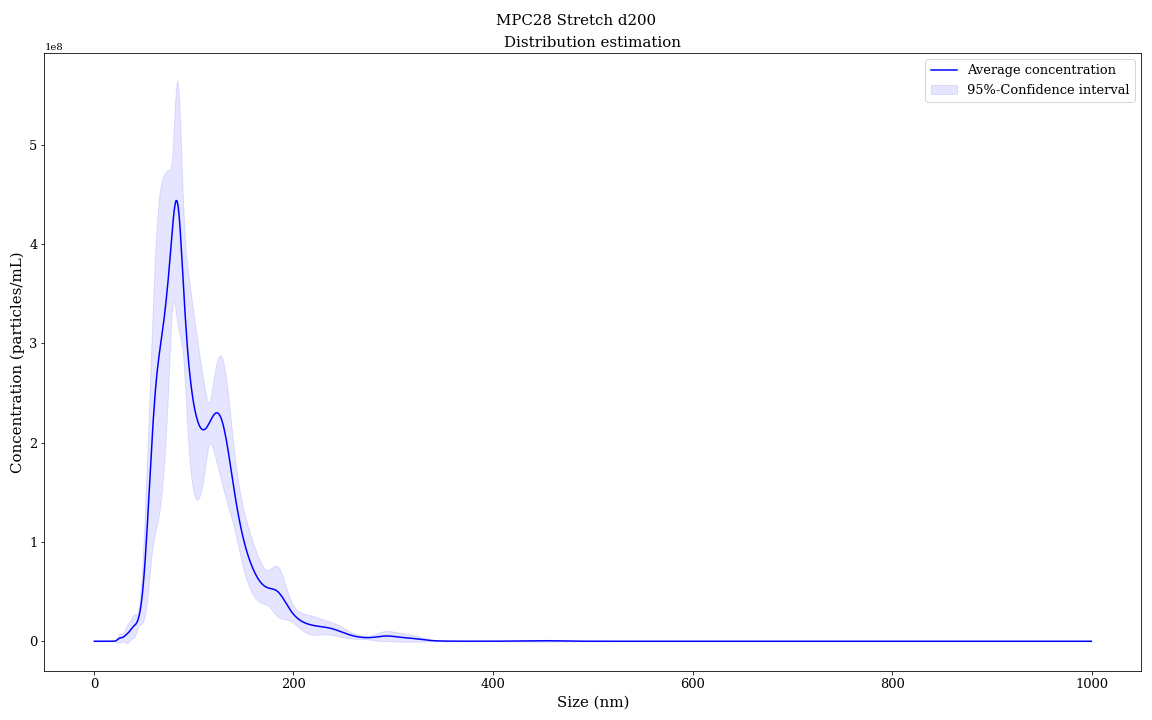 MPC28 Stretch d200
Distribution estimation
1e8
Average concentration
95%-Confidence interval
5
4
3
2
1
0
Concentration (particles/mL)
0 200 400 600 800 1000
Size (nm)